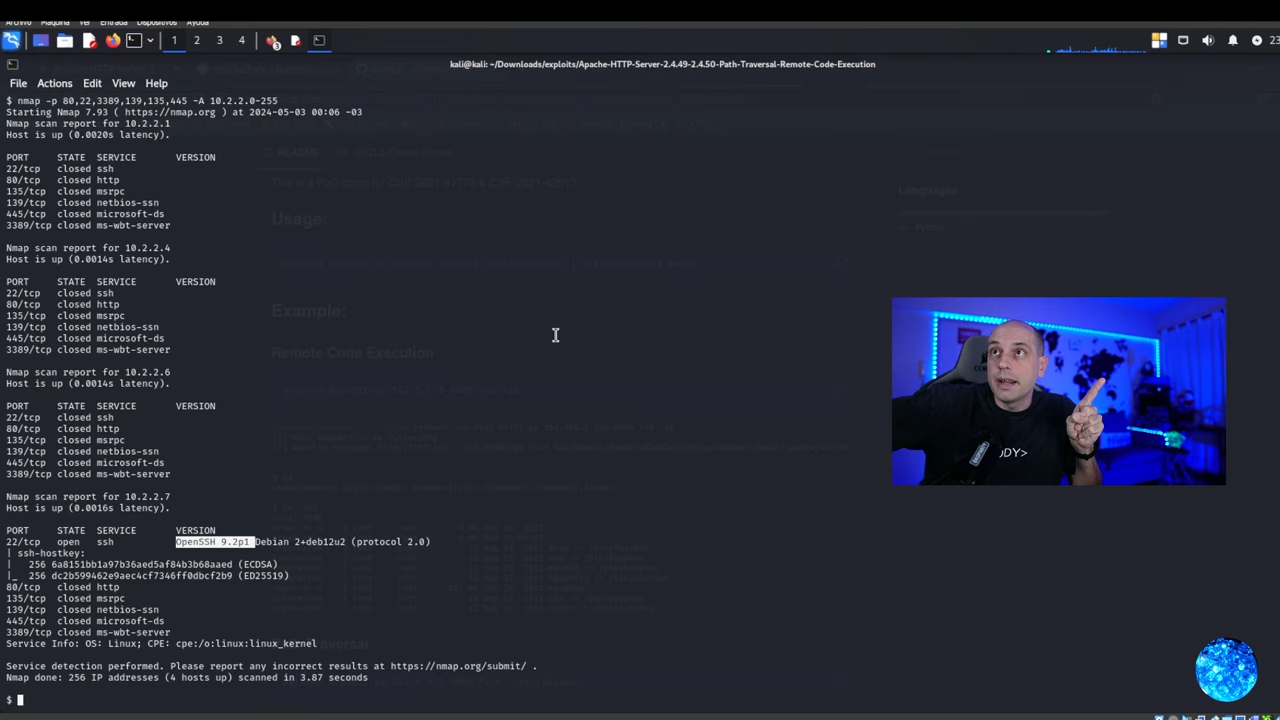 Archivo Máquina Ver Entrada Dispositivos Ayuda
1 2 3 4
23
kali@kali: ~/Downloads/exploits/Apache-HTTP-Server-2.4.49-2.4.50-Path-Traversal-Remote-Code-Execution
File Actions Edit View Help
$ nmap -p 80,22,3389,139,135,445 -A 10.2.2.0-255
Starting Nmap 7.93 ( https://nmap.org ) at 2024-05-03 00:06 -03
Nmap scan report for 10.2.2.1
Host is up (0.0020s latency).
PORT STATE SERVICE VERSION
22/tcp closed ssh
80/tcp closed http
135/tcp closed msrpc
139/tcp closed netbios-ssn
445/tcp closed microsoft-ds
3389/tcp closed ms-wbt-server
Nmap scan report for 10.2.2.4
Host is up (0.0014s latency).
PORT STATE SERVICE VERSION
22/tcp closed ssh
80/tcp closed http
135/tcp closed msrpc
139/tcp closed netbios-ssn
445/tcp closed microsoft-ds
3389/tcp closed ms-wbt-server
Nmap scan report for 10.2.2.6
Host is up (0.0014s latency).
PORT STATE SERVICE VERSION
22/tcp closed ssh
80/tcp closed http
135/tcp closed msrpc
139/tcp closed netbios-ssn
445/tcp closed microsoft-ds
3389/tcp closed ms-wbt-server
Nmap scan report for 10.2.2.7
Host is up (0.0016s latency).
PORT STATE SERVICE VERSION
22/tcp open ssh OpenSSH 9.2p1 Debian 2+deb12u2 (protocol 2.0)
| ssh-hostkey:
| 256 6a8151bb1a97b36aed5af84b3b68aaed (ECDSA)
|_ 256 dc2b599462e9aec4cf7346ff0dbcf2b9 (ED25519)
80/tcp closed http
135/tcp closed msrpc
139/tcp closed netbios-ssn
445/tcp closed microsoft-ds
3389/tcp closed ms-wbt-server
Service Info: OS: Linux; CPE: cpe:/o:linux:linux_kernel
Service detection performed. Please report any incorrect results at https://nmap.org/submit/ .
Nmap done: 256 IP addresses (4 hosts up) scanned in 3.87 seconds
$
README
Usage:
Example:
Remote Code Execution
Languages
Python
ODY>